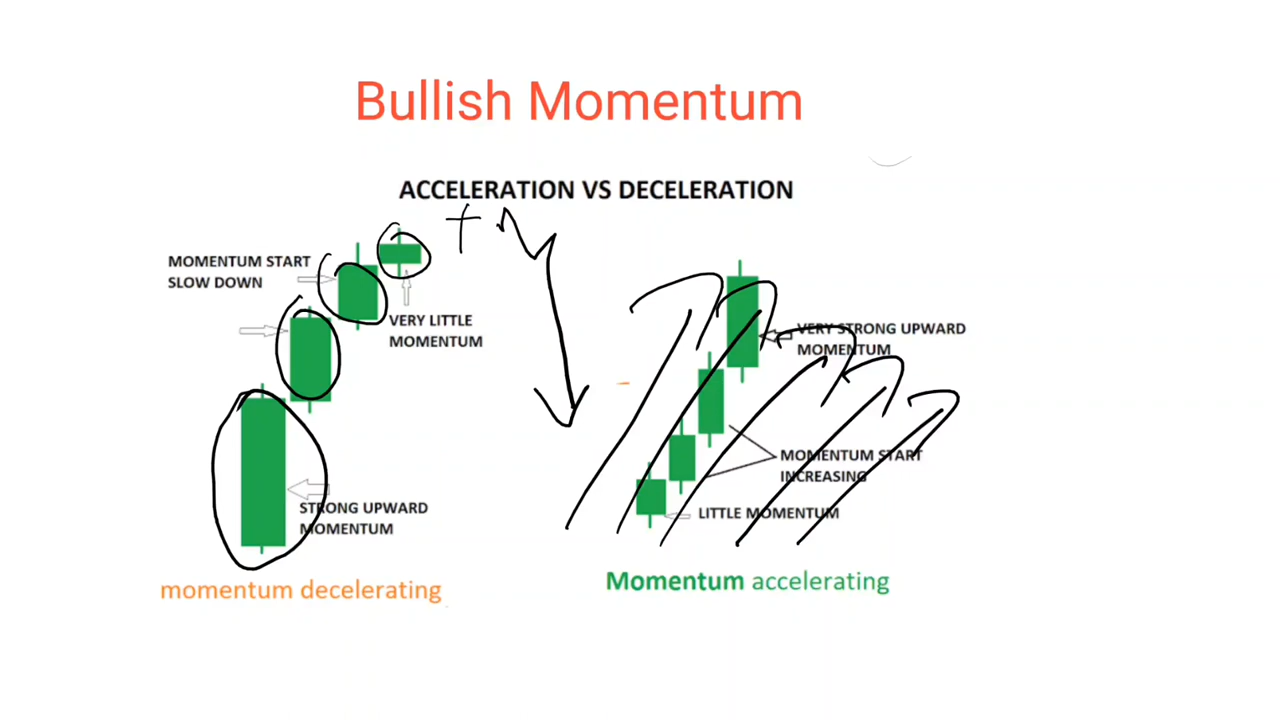 Bullish Momentum
ACCELERATION VS DECELERATION
MOMENTUM START
SLOW DOWN
VERY LITTLE
MOMENTUM
STRONG UPWARD
MOMENTUM
momentum decelerating
VERY STRONG UPWARD
MOMENTUM
MOMENTUM START
INCREASING
LITTLE MOMENTUM
Momentum accelerating